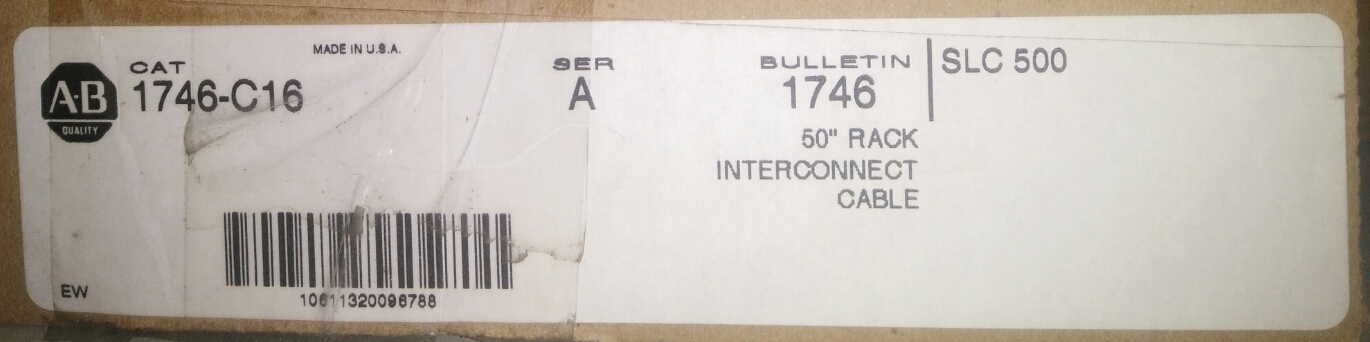 MADE IN U.S.A.
A-B
QUALITY
CAT
1746-C16
SER
A
BULLETIN
1746
SLC 500
50" RACK
INTERCONNECT
CABLE
10611320096788
EW